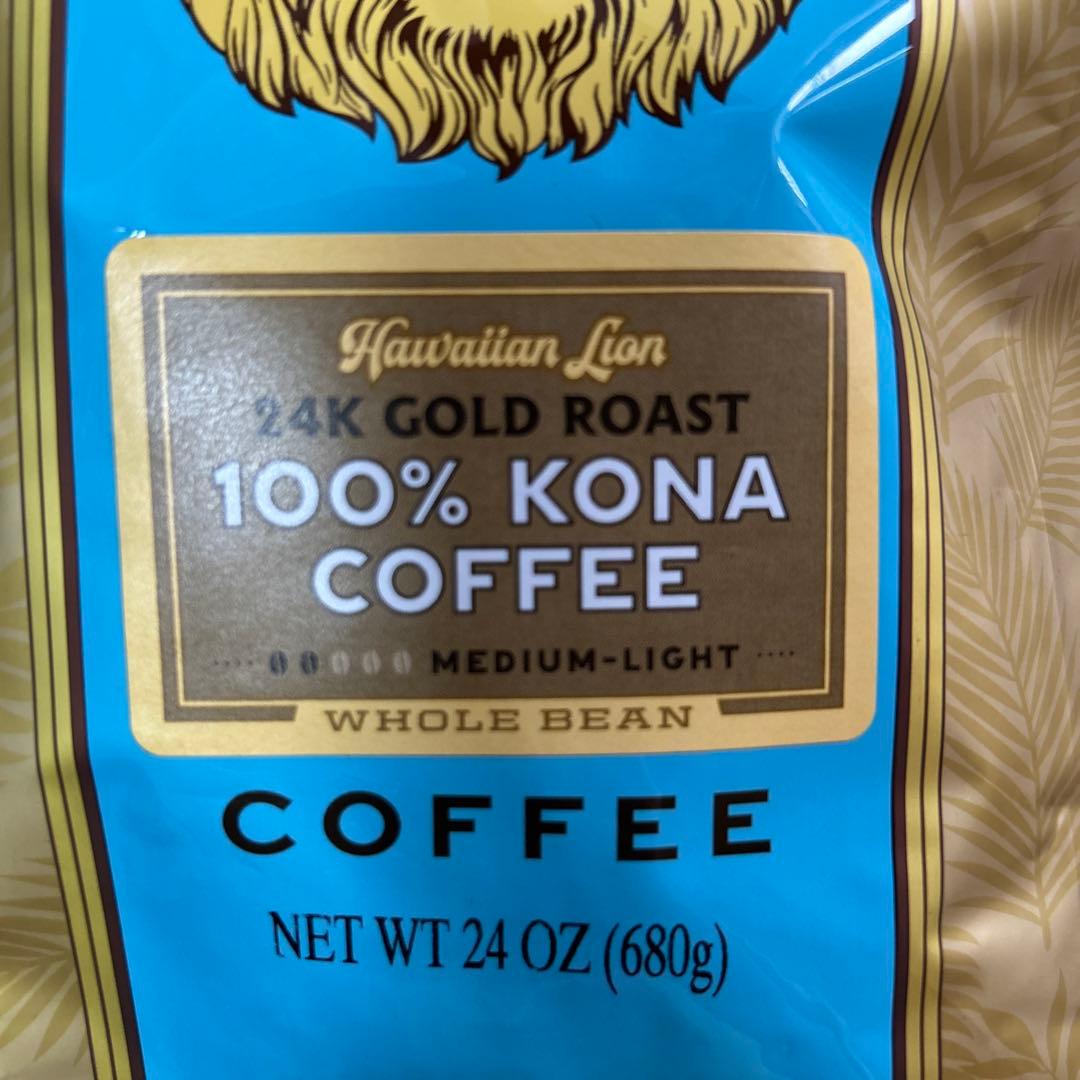 Hawaiian Lion
24K GOLD ROAST
100% KONA
COFFEE
MEDIUM-LIGHT
WHOLE BEAN
COFFEE
NET WT 24 OZ (680g)